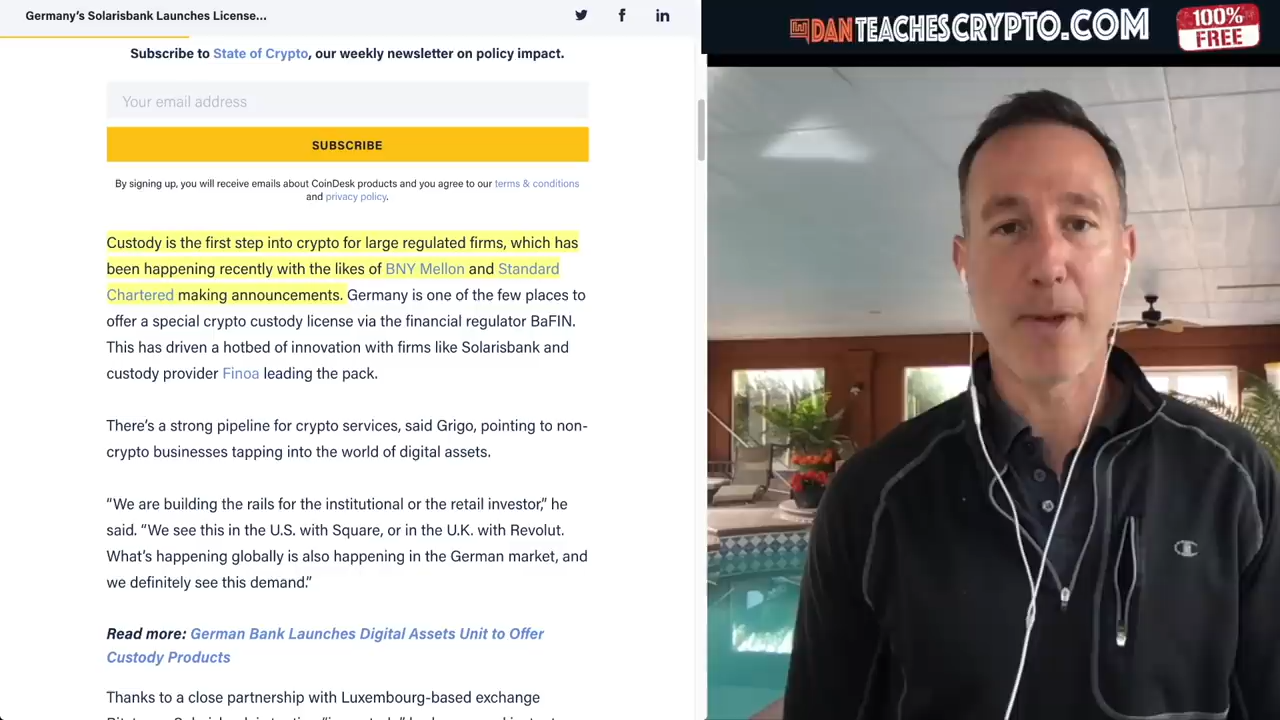 Germany's Solarisbank Launches License...
Subscribe to State of Crypto, our weekly newsletter on policy impact.
Your email address
SUBSCRIBE
By signing up, you will receive emails about CoinDesk products and you agree to our terms & conditions
and privacy policy.
Custody is the first step into crypto for large regulated firms, which has
been happening recently with the likes of BNY Mellon and Standard
Chartered making announcements. Germany is one of the few places to
offer a special crypto custody license via the financial regulator BaFIN.
This has driven a hotbed of innovation with firms like Solarisbank and
custody provider Finoa leading the pack.
There's a strong pipeline for crypto services, said Grigo, pointing to non-
crypto businesses tapping into the world of digital assets.
“We are building the rails for the institutional or the retail investor,” he
said. “We see this in the U.S. with Square, or in the U.K. with Revolut.
What's happening globally is also happening in the German market, and
we definitely see this demand.”
Read more: German Bank Launches Digital Assets Unit to Offer
Custody Products
Thanks to a close partnership with Luxembourg-based exchange
DANTEACHESCRYPTO.COM
100%
FREE